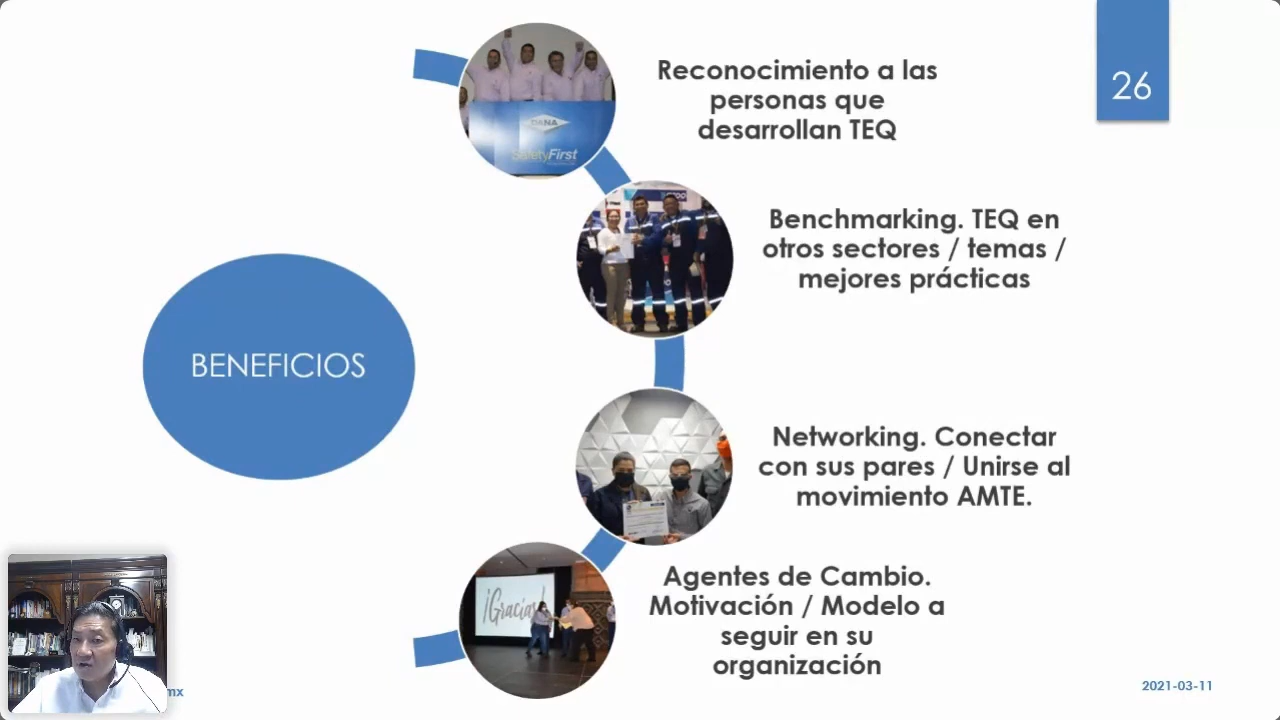 26
BENEFICIOS
Reconocimiento a las
personas que
desarrollan TEQ
DANA
SafetyFirst
Benchmarking. TEQ en
otros sectores / temas /
mejores prácticas
Networking. Conectar
con sus pares / Unirse al
movimiento AMTE.
¡Gracias!
Agentes de Cambio.
Motivación / Modelo a
seguir en su
organización
mx
2021-03-11